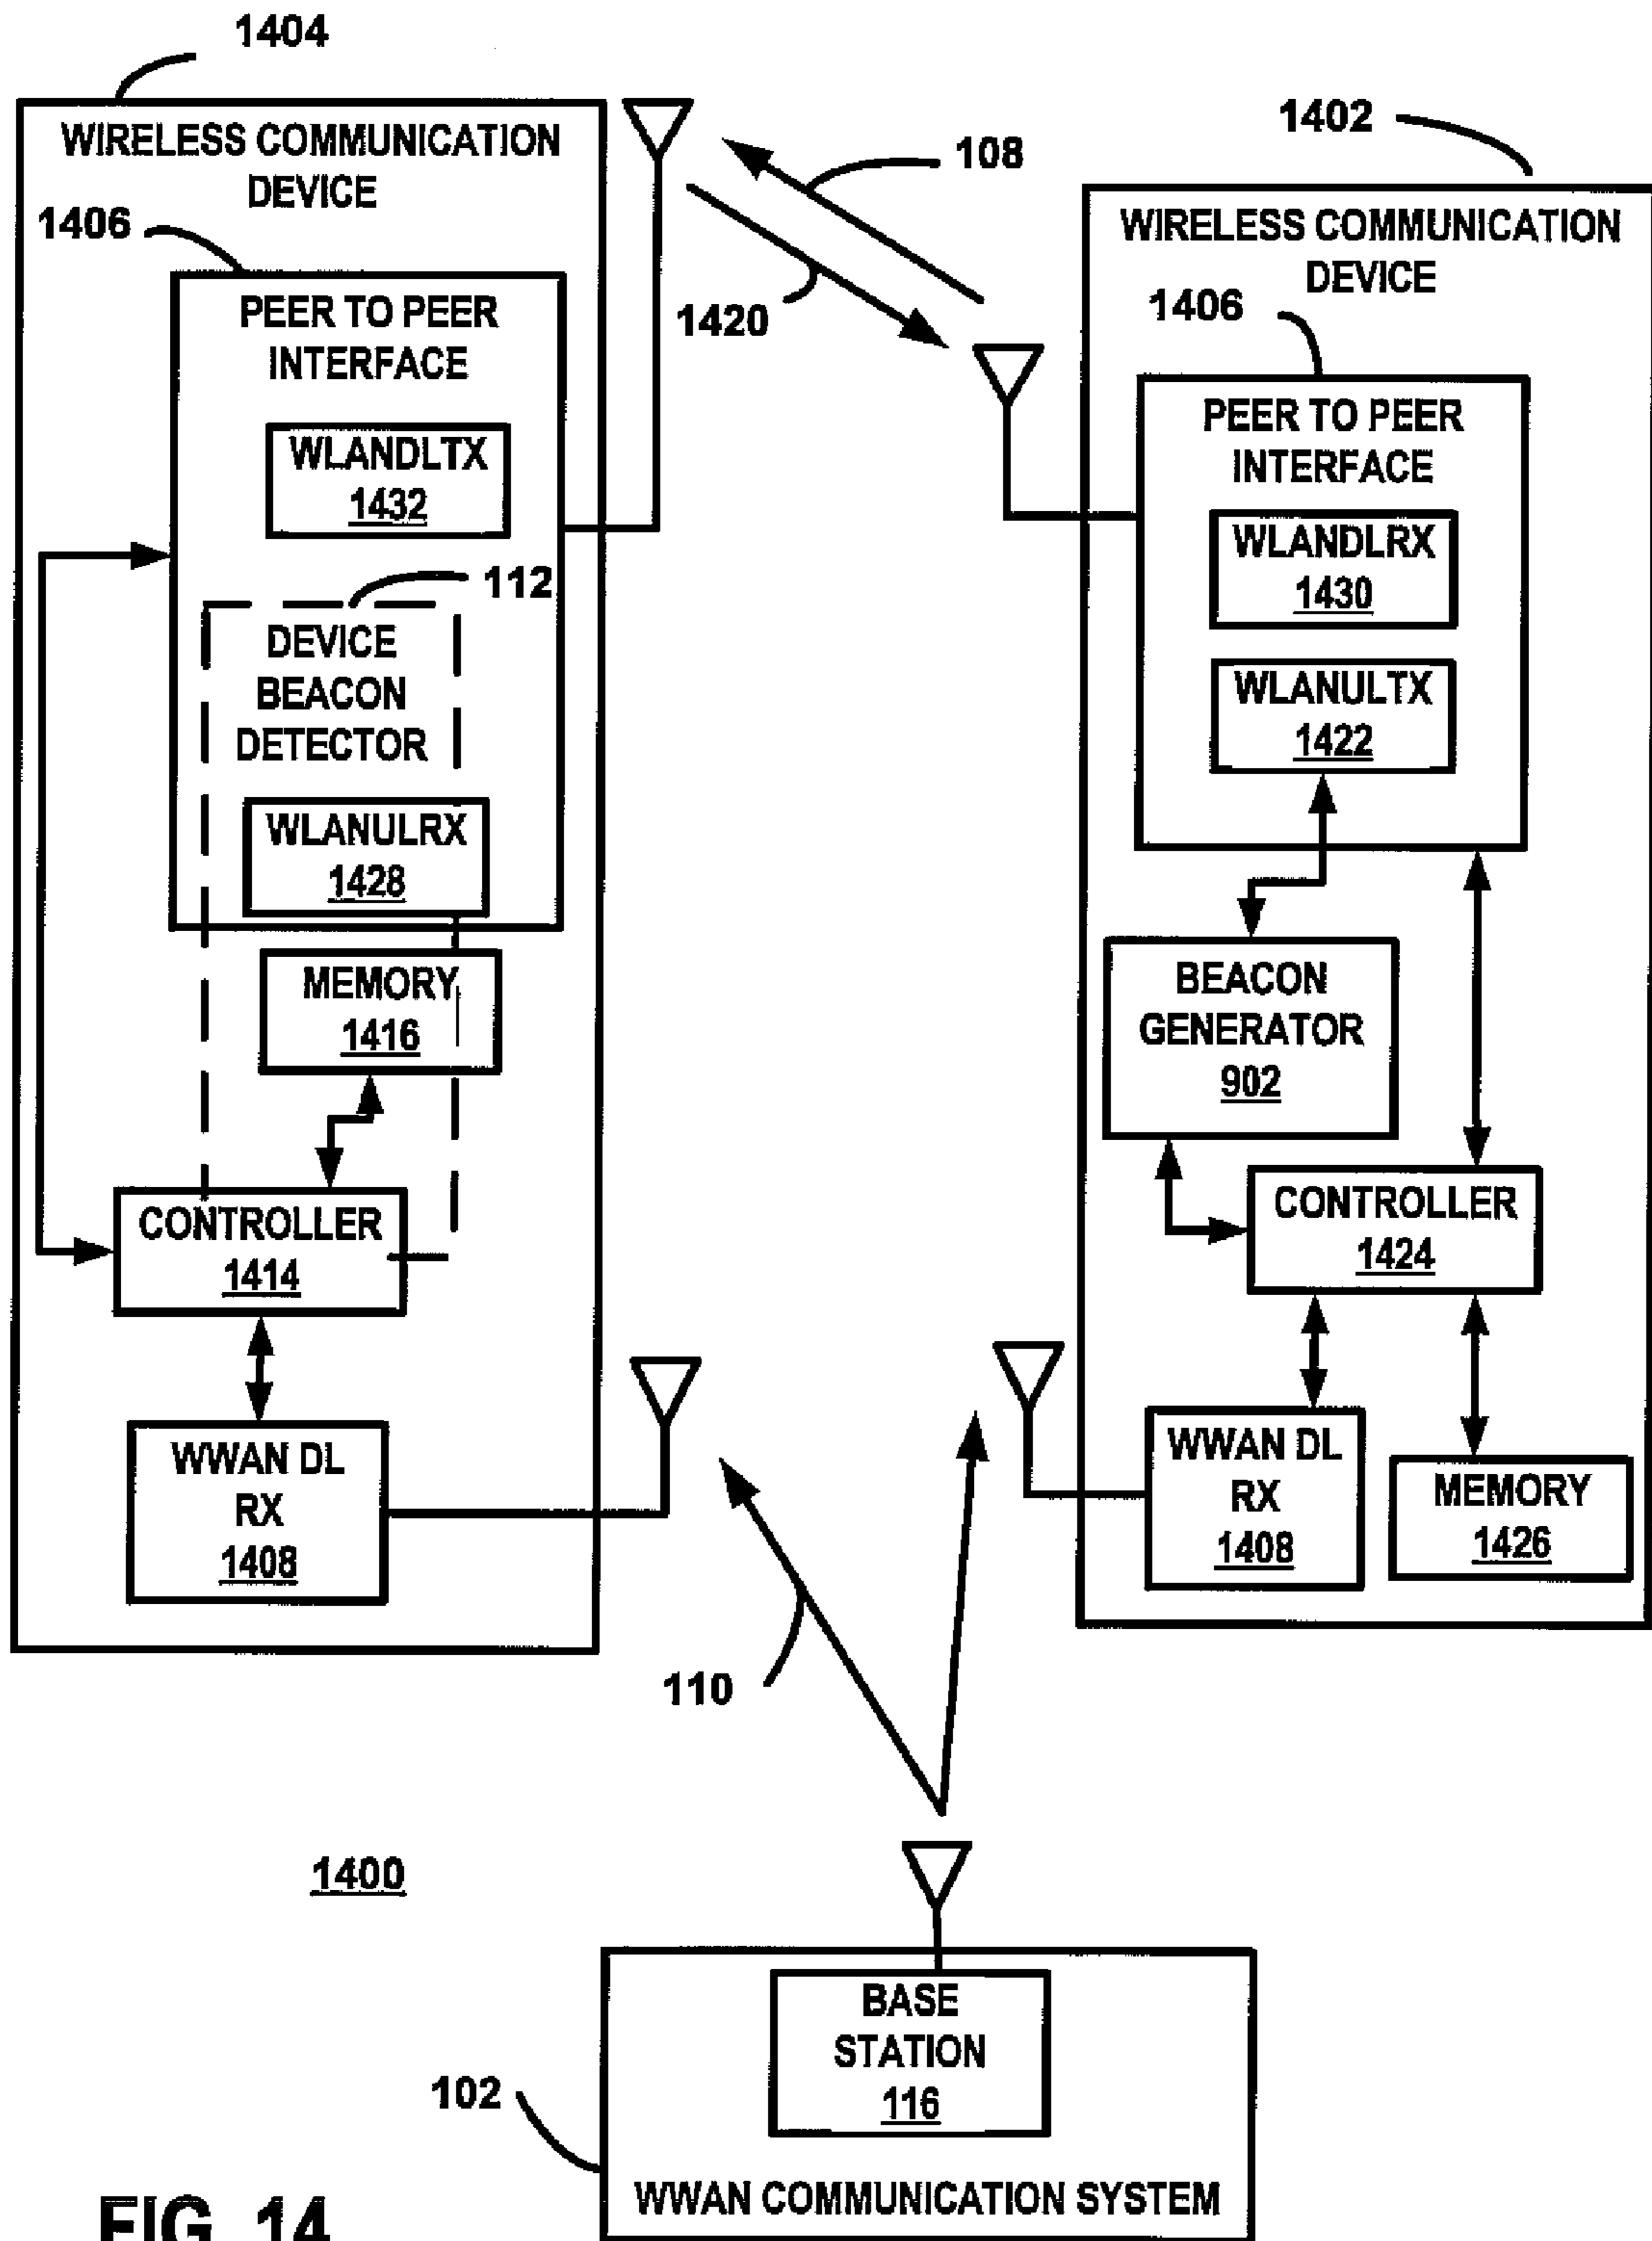 1404
WIRELESS COMMUNICATION
DEVICE
1406
PEER TO PEER
INTERFACE
WLANDLTX
1432
112
DEVICE
BEACON
DETECTOR
WLANULRX
1428
MEMORY
1416
CONTROLLER
1414
WWAN DL
RX
1408
108
1420
1402
WIRELESS COMMUNICATION
DEVICE
1406
PEER TO PEER
INTERFACE
WLANDLRX
1430
WLANULTX
1422
BEACON
GENERATOR
902
CONTROLLER
1424
WWAN DL
RX
1408
MEMORY
1426
110
1400
BASE
STATION
116
102
WWAN COMMUNICATION SYSTEM
FIG. 14